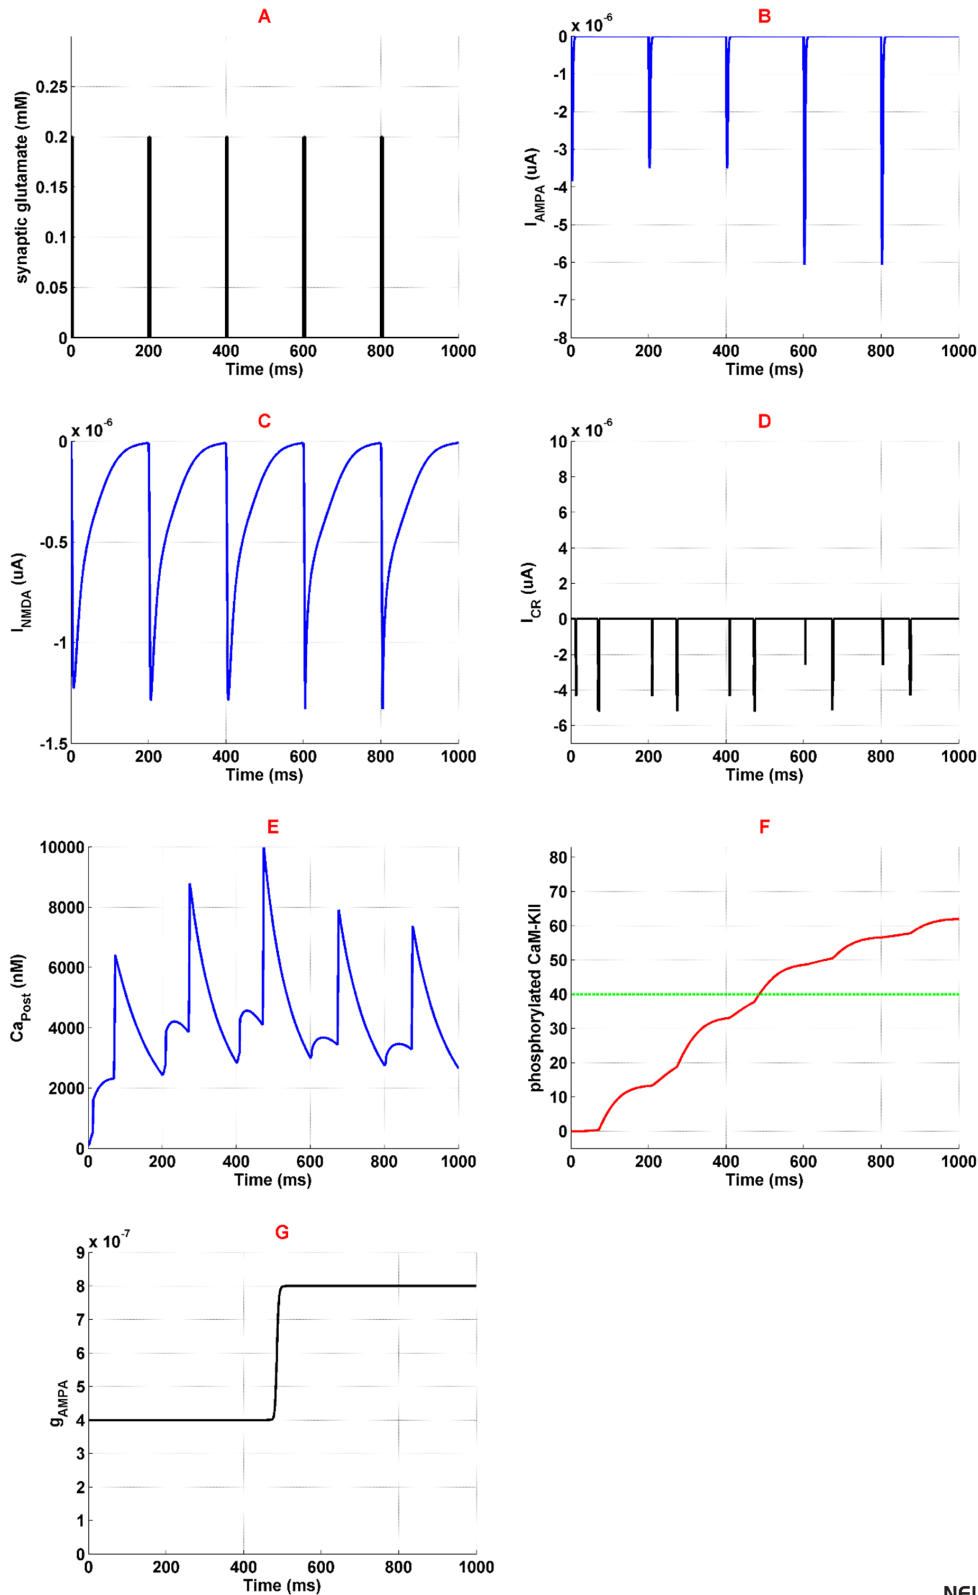 A
x 10-6
synaptic glutamate (mM)
0.25
0.2
0.15
0.1
0.05
0
0 200 400 600 800 1000
Time (ms)
B
x 10-6
IAMPA (uA)
0
-1
-2
-3
-4
-5
-6
-7
-8
0 200 400 600 800 1000
Time (ms)
C
x 10-6
INMDA (uA)
0
-0.5
-1
-1.5
0 200 400 600 800 1000
Time (ms)
D
x 10-6
ICR (uA)
10
8
6
4
2
0
-2
-4
-6
0 200 400 600 800 1000
Time (ms)
E
CaPost (nM)
10000
8000
6000
4000
2000
0
0 200 400 600 800 1000
Time (ms)
F
phosphorylated CaM-KII
80
70
60
50
40
30
20
10
0
0 200 400 600 800 1000
Time (ms)
G
x 10-7
gAMPA
9
8
7
6
5
4
3
2
1
0
0 200 400 600 800 1000
Time (ms)